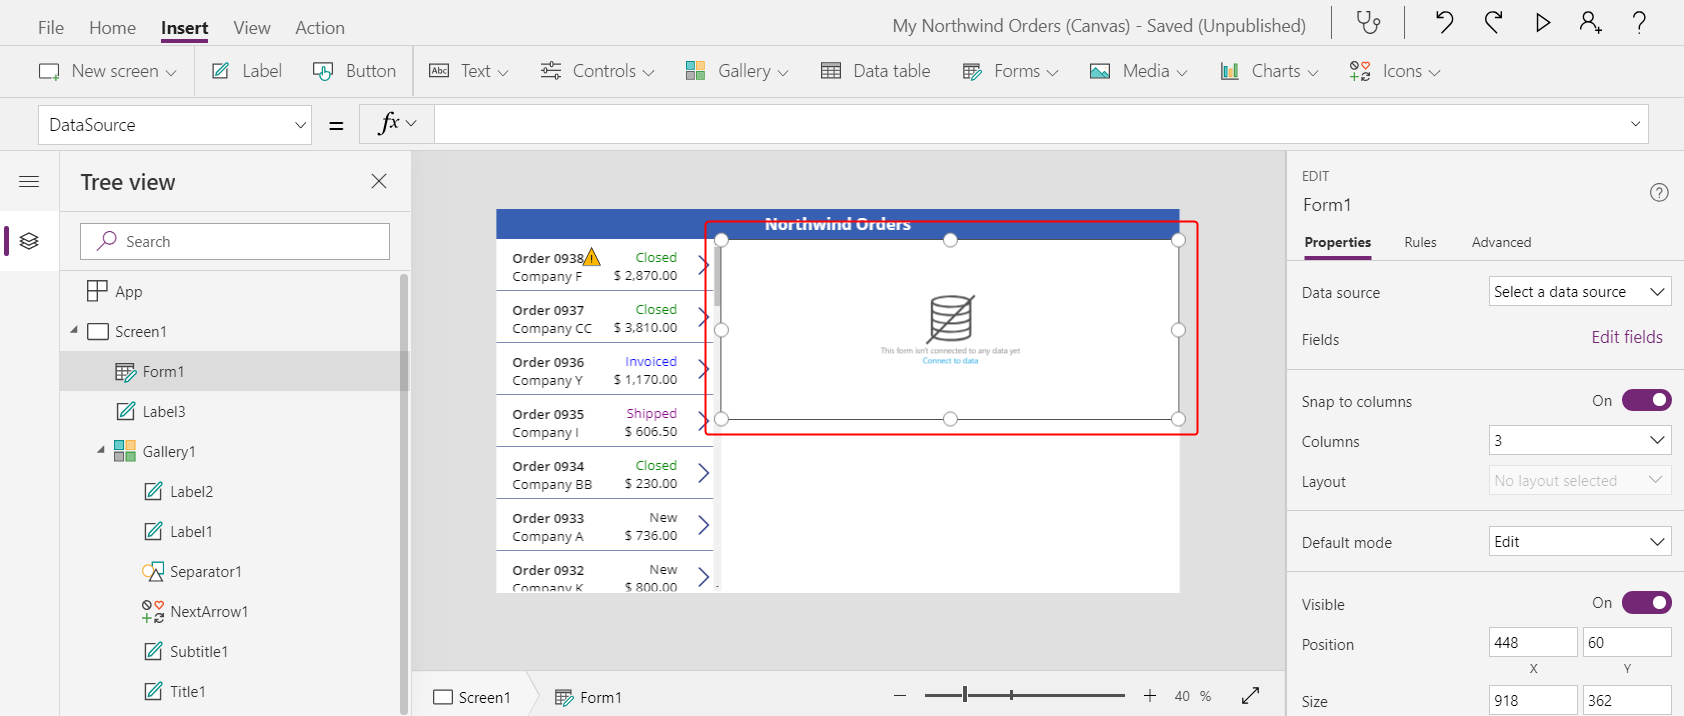 File Home Insert View Action
My Northwind Orders (Canvas) - Saved (Unpublished)
New screen Label Button Abc Text Controls Gallery Data table Forms Media Charts Icons
DataSource = fx
Tree view
Search
App
Screen1
Form1
Label3
Gallery1
Label2
Label1
Separator1
NextArrow1
Subtitle1
Title1
Northwind Orders
Order 0938 Closed
Company F $ 2,870.00
Order 0937 Closed
Company CC $ 3,810.00
Order 0936 Invoiced
Company Y $ 1,170.00
Order 0935 Shipped
Company I $ 606.50
Order 0934 Closed
Company BB $ 230.00
Order 0933 New
Company A $ 736.00
Order 0932 New
Company K $ 800.00
This form isn't connected to any data yet
Connect to data
Screen1 Form1
40 %
EDIT
Form1
Properties Rules Advanced
Data source Select a data source
Fields Edit fields
Snap to columns On
Columns 3
Layout No layout selected
Default mode Edit
Visible On
Position 448 60
X Y
Size 918 362